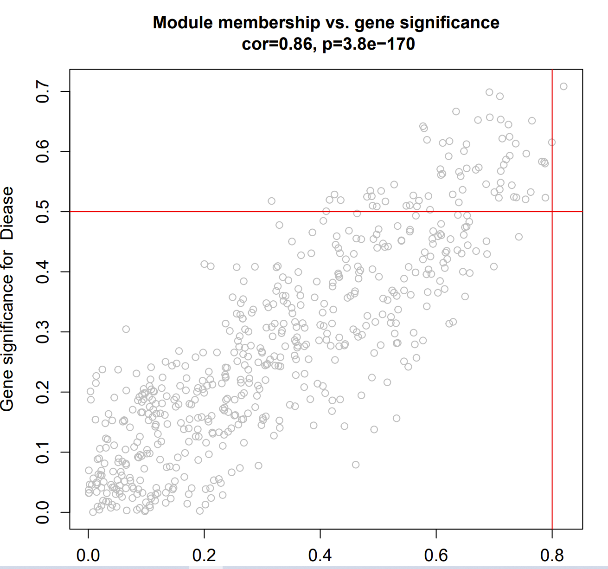 Module membership vs. gene significance
cor=0.86, p=3.8e−170
Gene significance for Diease
0.7
0.6
0.5
0.4
0.3
0.2
0.1
0.0
0.0 0.2 0.4 0.6 0.8